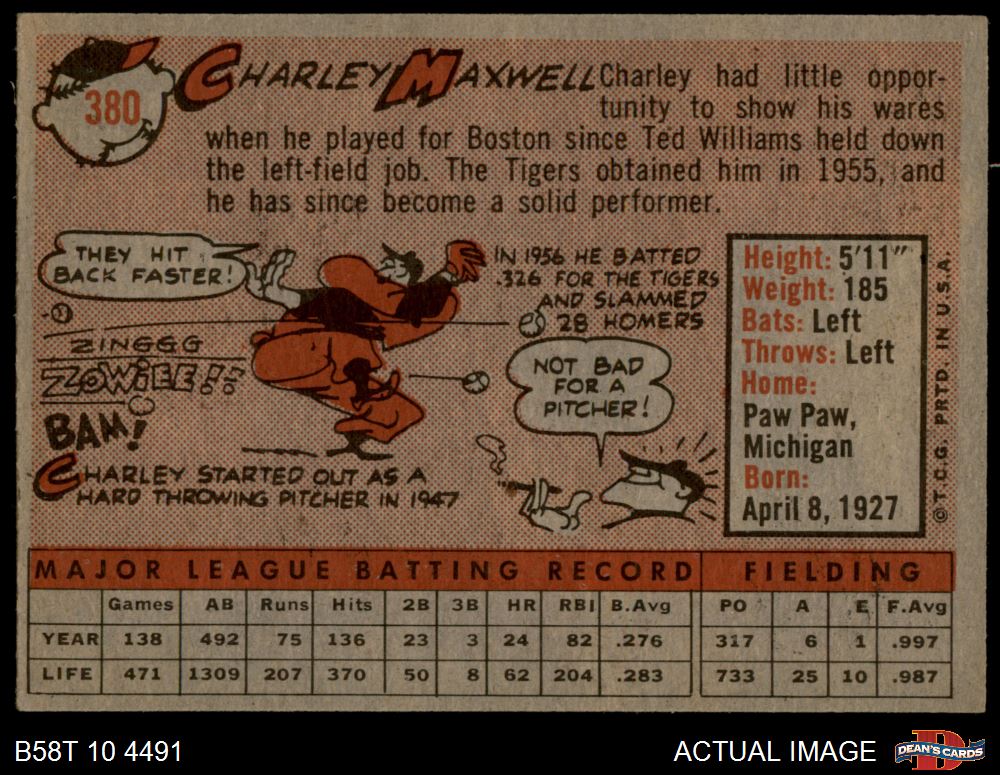 380
CHARLEY MAXWELL
Charley had little oppor-
tunity to show his wares
when he played for Boston since Ted Williams held down
the left-field job. The Tigers obtained him in 1955, and
he has since become a solid performer.
THEY HIT
BACK FASTER!
ZINGGG
ZOWIEE!!
BAM!
CHARLEY STARTED OUT AS A
HARD THROWING PITCHER IN 1947
IN 1956 HE BATTED
.326 FOR THE TIGERS
AND SLAMMED
28 HOMERS
NOT BAD
FOR A
PITCHER!
Height: 5'11"
Weight: 185
Bats: Left
Throws: Left
Home:
Paw Paw,
Michigan
Born:
April 8, 1927
© T.C.G. PRTD. IN U.S.A.
MAJOR LEAGUE BATTING RECORD FIELDING
Games AB Runs Hits 2B 3B HR RBI B.Avg PO A E F.Avg
YEAR 138 492 75 136 23 3 24 82 .276 317 6 1 .997
LIFE 471 1309 207 370 50 8 62 204 .283 733 25 10 .987
B58T 10 4491
ACTUAL IMAGE
D
DEAN'S CARDS